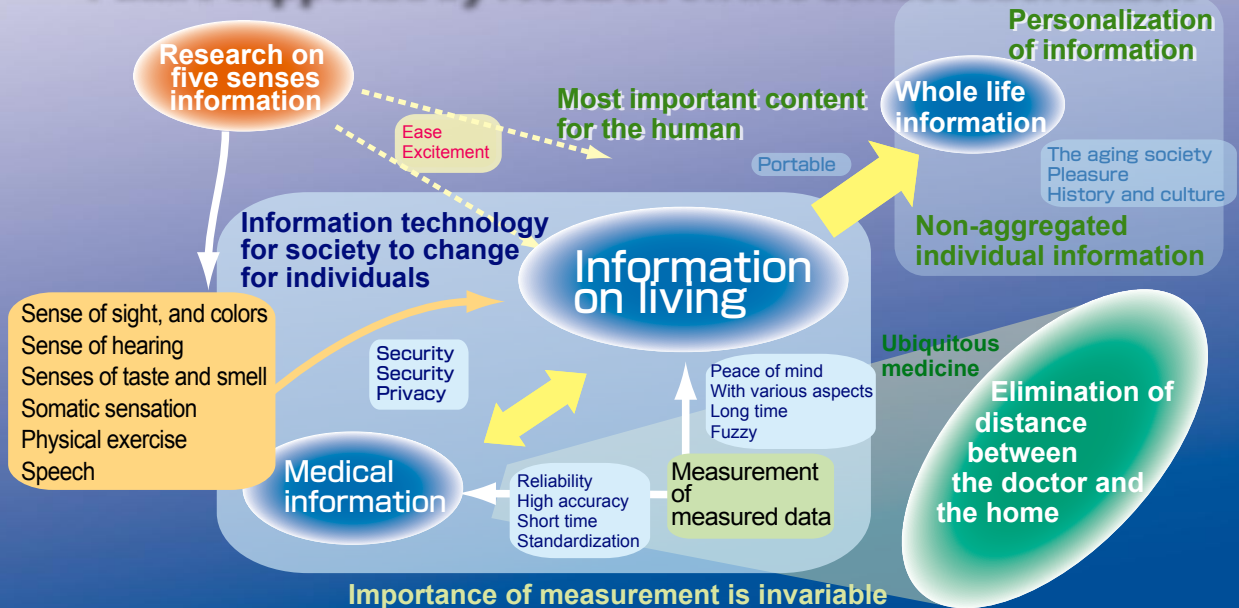 Research on
five senses
information
Personalization
of information
Whole life
information
The aging society
Pleasure
History and culture
Non-aggregated
individual information
Most important content
for the human
Ease
Excitement
Portable
Information technology
for society to change
for individuals
Information
on living
Sense of sight, and colors
Sense of hearing
Senses of taste and smell
Somatic sensation
Physical exercise
Speech
Security
Security
Privacy
Peace of mind
With various aspects
Long time
Fuzzy
Ubiquitous
medicine
Elimination of
distance
between
the doctor and
the home
Medical
information
Reliability
High accuracy
Short time
Standardization
Measurement
of
measured data
Importance of measurement is invariable